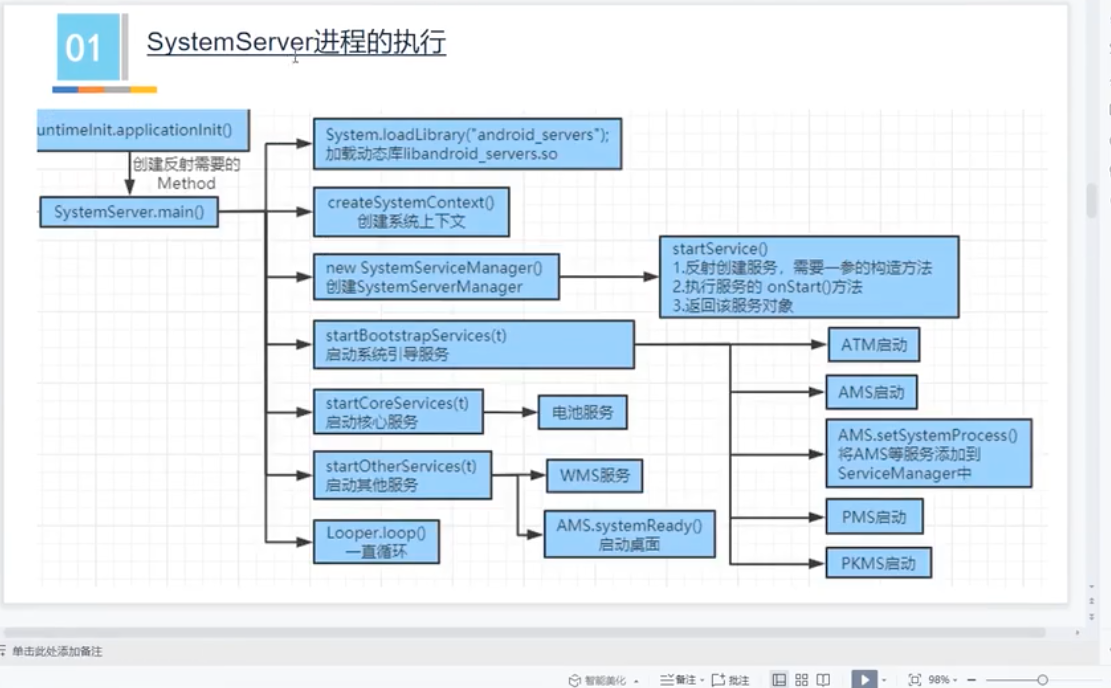 01
SystemServer进程的执行
untimeInit.applicationInit()
创建反射需要的
Method
SystemServer.main()
System.loadLibrary("android_servers");
加载动态库libandroid_servers.so
createSystemContext()
创建系统上下文
new SystemServiceManager()
创建SystemServerManager
startService()
1.反射创建服务，需要一参的构造方法
2.执行服务的 onStart()方法
3.返回该服务对象
startBootstrapServices(t)
启动系统引导服务
ATM启动
AMS启动
AMS.setSystemProcess()
将AMS等服务添加到
ServiceManager中
PMS启动
PKMS启动
startCoreServices(t)
启动核心服务
电池服务
startOtherServices(t)
启动其他服务
WMS服务
AMS.systemReady()
启动桌面
Looper.loop()
一直循环
单击此处添加备注
智能美化
备注
批注
98%